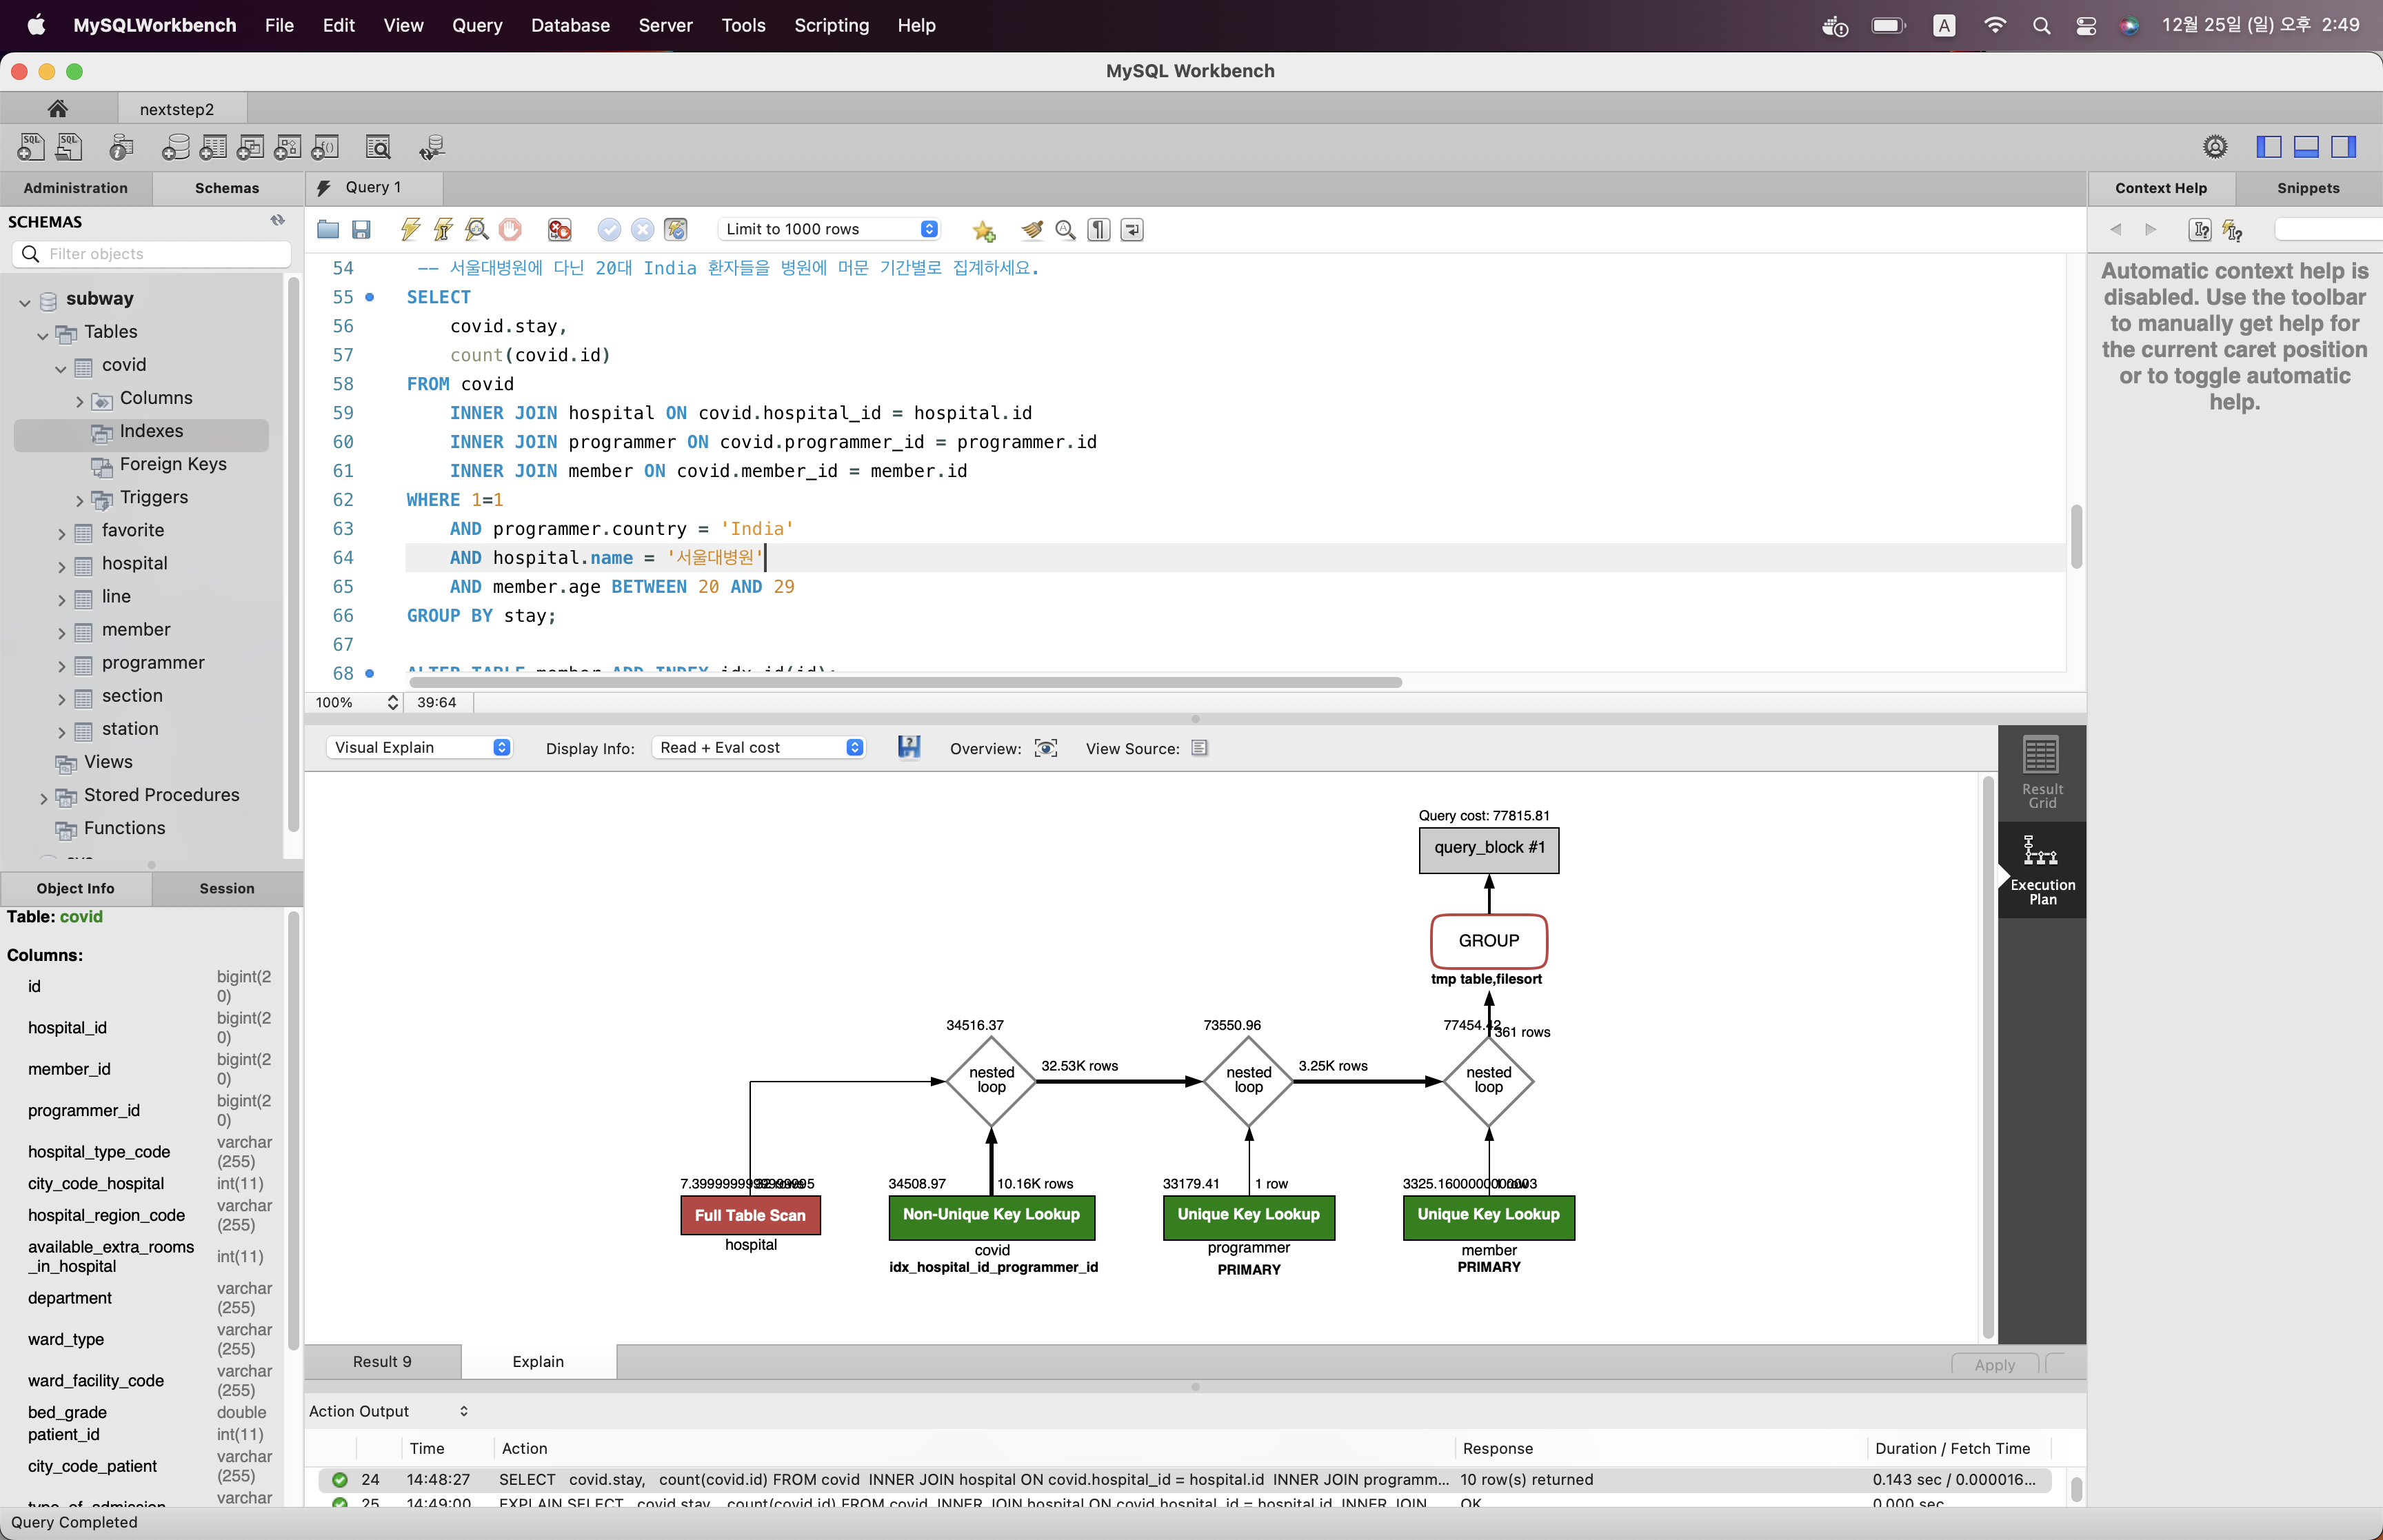 MySQLWorkbench File Edit View Query Database Server Tools Scripting Help A 12월 25일 (일) 오후 2:49
MySQL Workbench
nextstep2
Administration Schemas Query 1 Context Help Snippets
SCHEMAS
Filter objects
subway
Tables
covid
Columns
Indexes
Foreign Keys
Triggers
favorite
hospital
line
member
programmer
section
station
Views
Stored Procedures
Functions
Limit to 1000 rows
54 -- 서울대병원에 다닌 20대 India 환자들을 병원에 머문 기간별로 집계하세요.
55 SELECT
56 covid.stay,
57 count(covid.id)
58 FROM covid
59 INNER JOIN hospital ON covid.hospital_id = hospital.id
60 INNER JOIN programmer ON covid.programmer_id = programmer.id
61 INNER JOIN member ON covid.member_id = member.id
62 WHERE 1=1
63 AND programmer.country = 'India'
64 AND hospital.name = '서울대병원'
65 AND member.age BETWEEN 20 AND 29
66 GROUP BY stay;
67
68 ALTER TABLE member ADD INDEX idx_id(id);
100% 39:64
Automatic context help is
disabled. Use the toolbar
to manually get help for
the current caret position
or to toggle automatic
help.
Visual Explain Display Info: Read + Eval cost Overview: View Source:
Result
Grid
Execution
Plan
Query cost: 77815.81
query_block #1
GROUP
tmp table,filesort
34516.37 73550.96 77454.42 361 rows
nested
loop
32.53K rows
nested
loop
3.25K rows
nested
loop
34508.97 10.16K rows 33179.41 1 row
Full Table Scan Non-Unique Key Lookup Unique Key Lookup Unique Key Lookup
hospital covid programmer member
idx_hospital_id_programmer_id PRIMARY PRIMARY
Object Info Session
Table: covid
Columns:
id bigint(2
0)
hospital_id bigint(2
0)
member_id bigint(2
0)
programmer_id bigint(2
0)
hospital_type_code varchar
(255)
city_code_hospital int(11)
hospital_region_code varchar
(255)
available_extra_rooms
_in_hospital int(11)
department varchar
(255)
ward_type varchar
(255)
ward_facility_code varchar
(255)
bed_grade double
patient_id int(11)
city_code_patient varchar
(255)
type_of_admission varchar
Result 9 Explain Apply
Action Output
Time Action Response Duration / Fetch Time
24 14:48:27 SELECT covid.stay, count(covid.id) FROM covid INNER JOIN hospital ON covid.hospital_id = hospital.id INNER JOIN programm... 10 row(s) returned 0.143 sec / 0.000016...
25 14:49:00 EXPLAIN SELECT covid.stay, count(covid.id) FROM covid INNER JOIN hospital ON covid.hospital_id = hospital.id INNER JOIN OK 0.000 sec
Query Completed